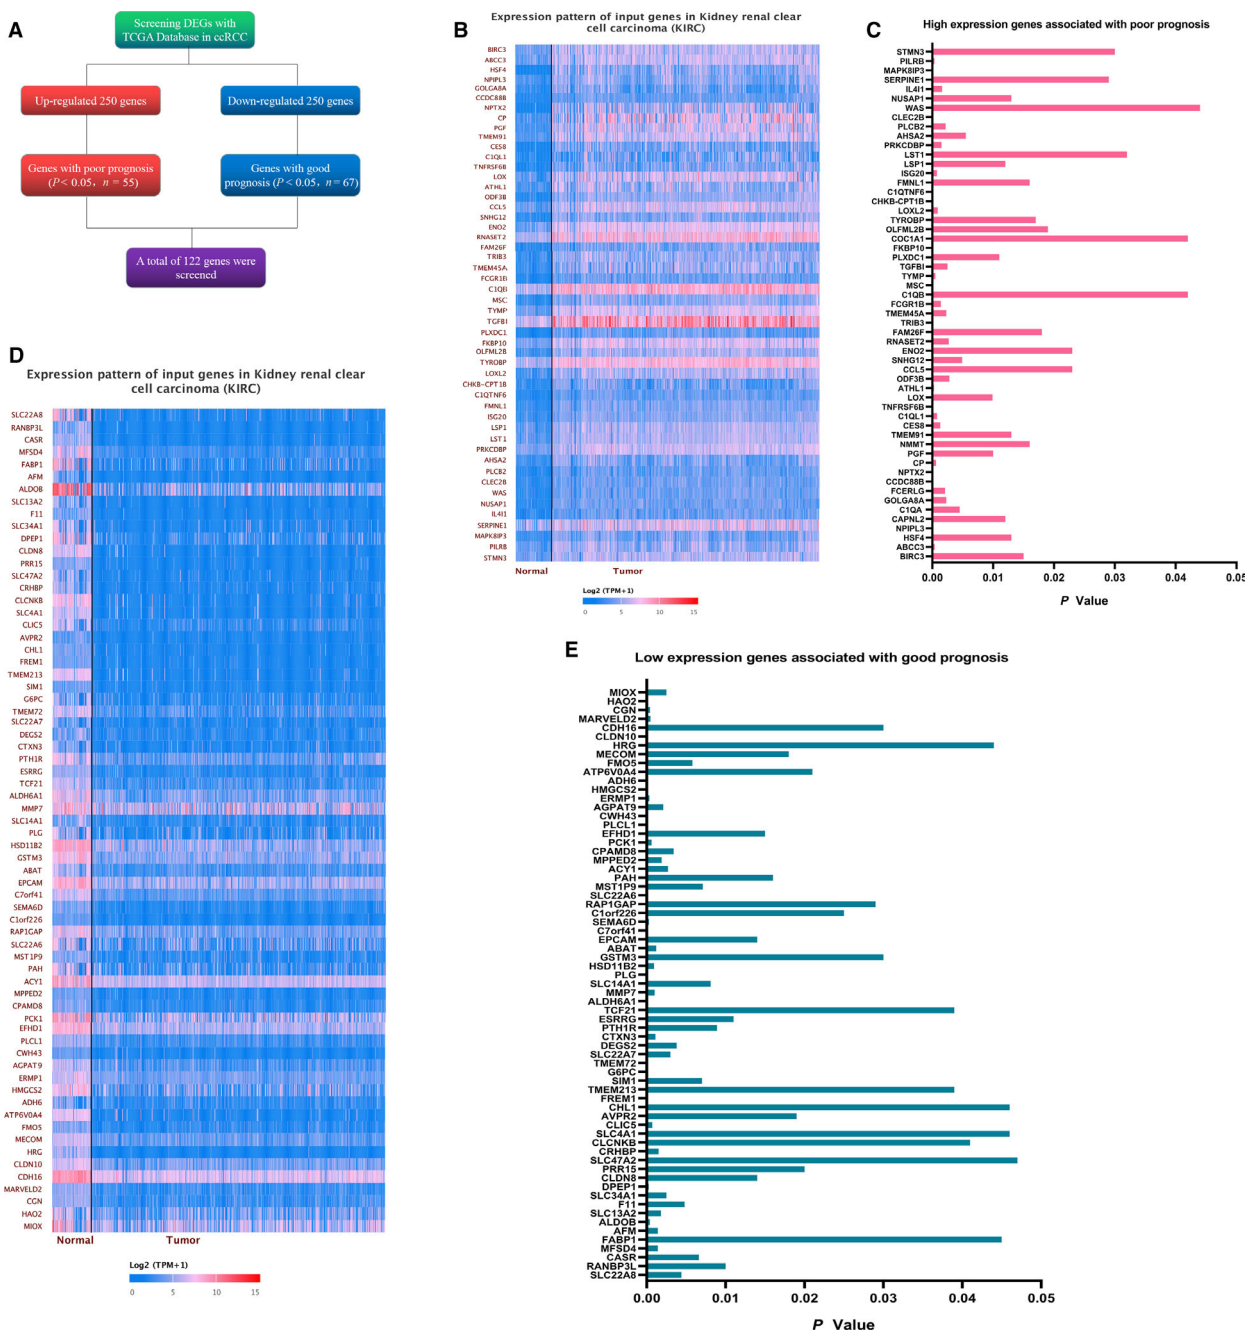 A
Screening DEGs with
TCGA Database in ccRCC
Up-regulated 250 genes
Down-regulated 250 genes
Genes with poor prognosis
(P < 0.05, n = 55)
Genes with good
prognosis (P < 0.05, n = 67)
A total of 122 genes were
screened
B
Expression pattern of input genes in Kidney renal clear
cell carcinoma (KIRC)
BIRC3
ABCC3
HSF4
NPIPL3
GOLGA8A
CCDC88B
NPTX2
CP
PGF
TMEM91
CES8
C1QL1
TNFRSF6B
LOX
ATHL1
ODF3B
CCL5
SNHG12
ENO2
RNASET2
FAM26F
TRIB3
TMEM45A
FCGR1B
C1QB
MSC
TYMP
TGFBI
PLXDC1
FKBP10
OLFML2B
TYROBP
LOXL2
CHKB-CPT1B
C1QTNF6
FMNL1
ISG20
LSP1
LST1
PRKCDBP
AHSA2
PLCB2
CLEC2B
WAS
NUSAP1
IL4I1
SERPINE1
MAPK8IP3
PILRB
STMN3
Normal
Tumor
Log2 (TPM+1)
0
5
10
15
C
High expression genes associated with poor prognosis
STMN3
PILRB
MAPK8IP3
SERPINE1
IL4I1
NUSAP1
WAS
CLEC2B
PLCB2
AHSA2
PRKCDBP
LST1
LSP1
ISG20
FMNL1
C1QTNF6
CHKB-CPT1B
LOXL2
TYROBP
OLFML2B
COC1A1
FKBP10
PLXDC1
TGFBI
TYMP
MSC
C1QB
FCGR1B
TMEM45A
TRIB3
FAM26F
RNASET2
ENO2
SNHG12
CCL5
ODF3B
ATHL1
LOX
TNFRSF6B
C1QL1
CES8
TMEM91
NMMT
PGF
CP
NPTX2
CCDC88B
FCERLG
GOLGA8A
C1QA
CAPNL2
NPIPL3
HSF4
ABCC3
BIRC3
0.00
0.01
0.02
0.03
0.04
0.05
P Value
D
Expression pattern of input genes in Kidney renal clear
cell carcinoma (KIRC)
SLC22A8
RANBP3L
CASR
MFSD4
FABP1
AFM
ALDOB
SLC13A2
F11
SLC34A1
DPEP1
CLDN8
PRR15
SLC47A2
CRHBP
CLCNKB
SLC4A1
CLIC5
AVPR2
CHL1
FREM1
TMEM213
SIM1
G6PC
TMEM72
SLC22A7
DEGS2
CTXN3
PTH1R
ESRRG
TCF21
ALDH6A1
MMP7
SLC14A1
PLG
HSD11B2
GSTM3
ABAT
EPCAM
C7orf41
SEMA6D
C1orf226
RAP1GAP
SLC22A6
MST1P9
PAH
ACY1
MPPED2
CPAMD8
PCK1
EFHD1
PLCL1
CWH43
AGPAT9
ERMP1
HMGCS2
ADH6
ATP6V0A4
FMO5
MECOM
HRG
CLDN10
CDH16
MARVELD2
CGN
HAO2
MIOX
Normal
Tumor
Log2 (TPM+1)
0
5
10
15
E
Low expression genes associated with good prognosis
MIOX
HAO2
CGN
MARVELD2
CDH16
CLDN10
HRG
MECOM
FMO5
ATP6V0A4
ADH6
HMGCS2
ERMP1
AGPAT9
CWH43
PLCL1
EFHD1
PCK1
CPAMD8
MPPED2
ACY1
PAH
MST1P9
SLC22A6
RAP1GAP
C1orf226
SEMA6D
C7orf41
EPCAM
ABAT
GSTM3
HSD11B2
PLG
SLC14A1
MMP7
ALDH6A1
TCF21
ESRRG
PTH1R
CTXN3
DEGS2
SLC22A7
TMEM72
G6PC
SIM1
TMEM213
FREM1
CHL1
AVPR2
CLIC5
SLC4A1
CLCNKB
CRHBP
SLC47A2
PRR15
CLDN8
DPEP1
SLC34A1
F11
SLC13A2
ALDOB
AFM
FABP1
MFSD4
CASR
RANBP3L
SLC22A8
0.00
0.01
0.02
0.03
0.04
0.05
P Value